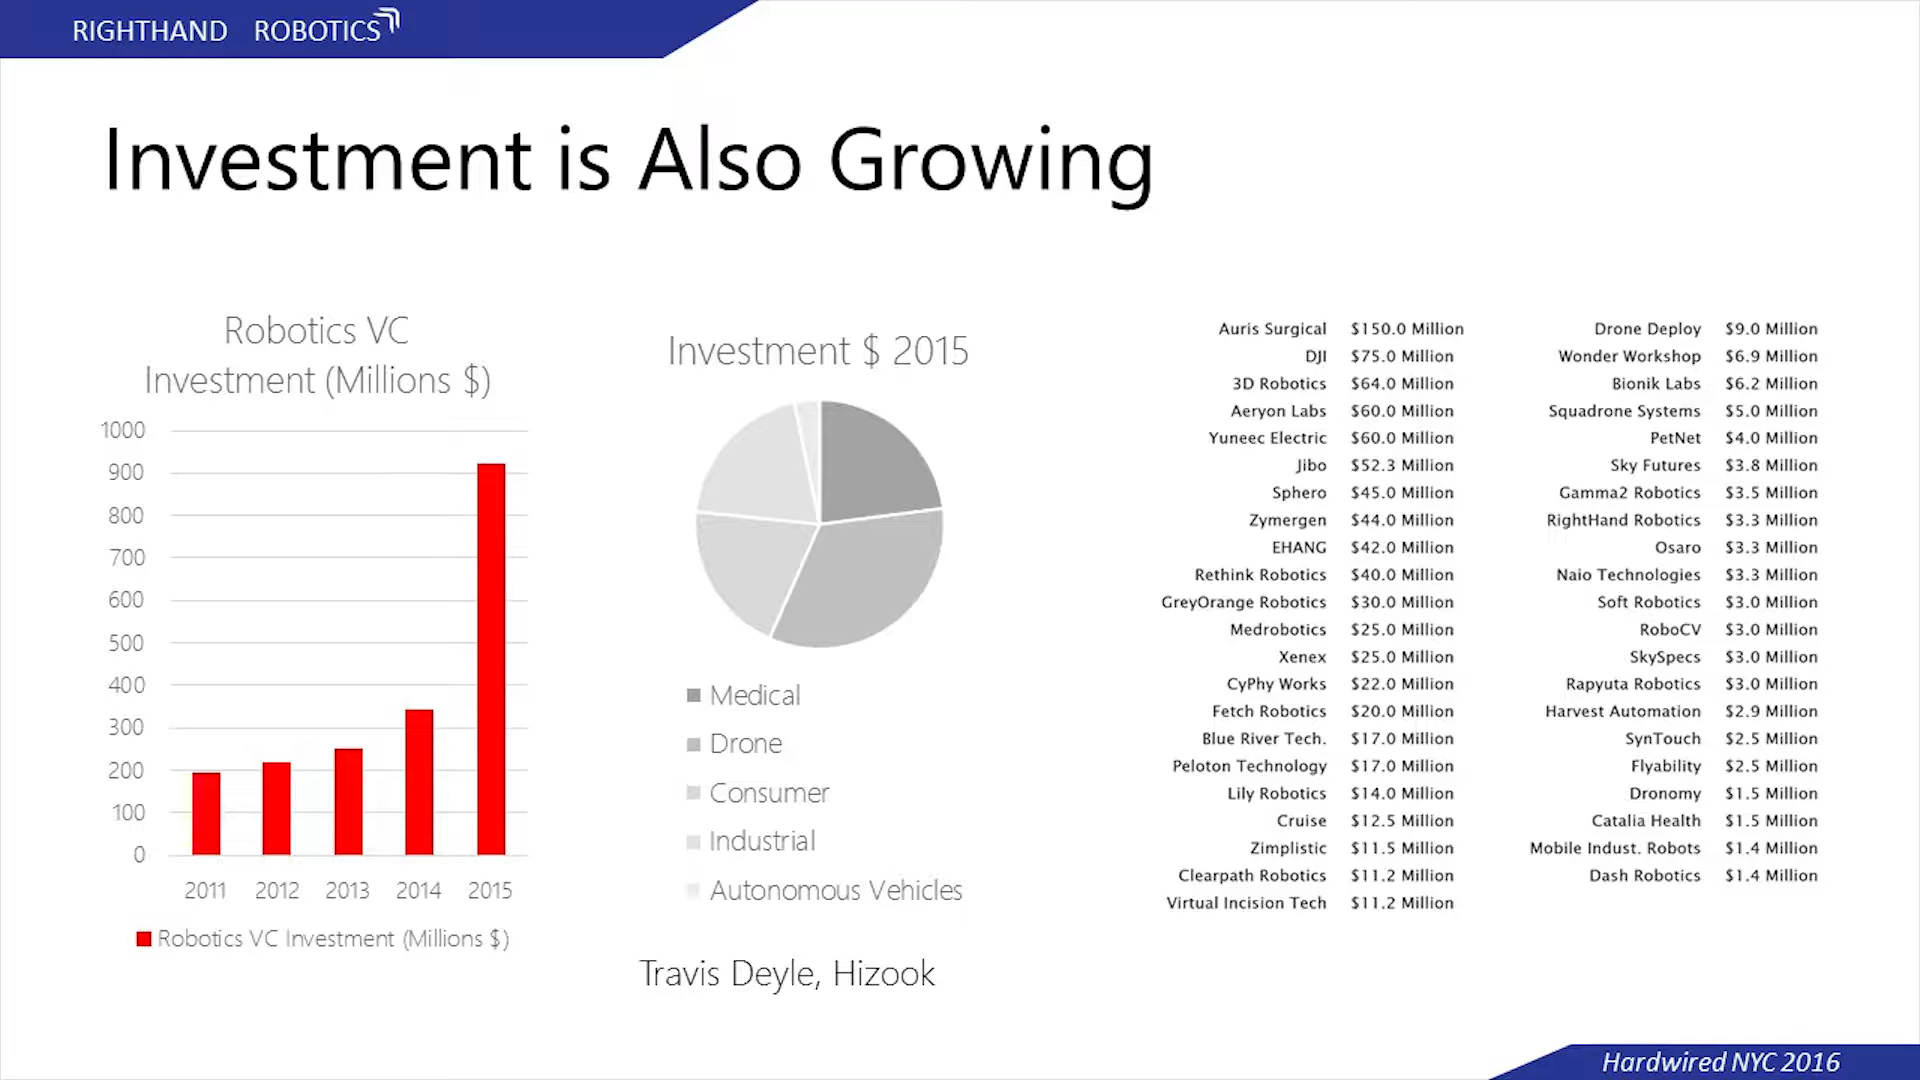 RIGHTHAND ROBOTICS
Investment is Also Growing
Robotics VC
Investment (Millions $)
1000
900
800
700
600
500
400
300
200
100
0
2011 2012 2013 2014 2015
Robotics VC Investment (Millions $)
Investment $ 2015
Medical
Drone
Consumer
Industrial
Autonomous Vehicles
Travis Deyle, Hizook
Auris Surgical $150.0 Million
DJI $75.0 Million
3D Robotics $64.0 Million
Aeryon Labs $60.0 Million
Yuneec Electric $60.0 Million
Jibo $52.3 Million
Sphero $45.0 Million
Zymergen $44.0 Million
EHANG $42.0 Million
Rethink Robotics $40.0 Million
GreyOrange Robotics $30.0 Million
Medrobotics $25.0 Million
Xenex $25.0 Million
CyPhy Works $22.0 Million
Fetch Robotics $20.0 Million
Blue River Tech. $17.0 Million
Peloton Technology $17.0 Million
Lily Robotics $14.0 Million
Cruise $12.5 Million
Zimplistic $11.5 Million
Clearpath Robotics $11.2 Million
Virtual Incision Tech $11.2 Million
Drone Deploy $9.0 Million
Wonder Workshop $6.9 Million
Bionik Labs $6.2 Million
Squadrone Systems $5.0 Million
PetNet $4.0 Million
Sky Futures $3.8 Million
Gamma2 Robotics $3.5 Million
RightHand Robotics $3.3 Million
Osaro $3.3 Million
Naio Technologies $3.3 Million
Soft Robotics $3.0 Million
RoboCV $3.0 Million
SkySpecs $3.0 Million
Rapyuta Robotics $3.0 Million
Harvest Automation $2.9 Million
SynTouch $2.5 Million
Flyability $2.5 Million
Dronomy $1.5 Million
Catalia Health $1.5 Million
Mobile Indust. Robots $1.4 Million
Dash Robotics $1.4 Million
Hardwired NYC 2016